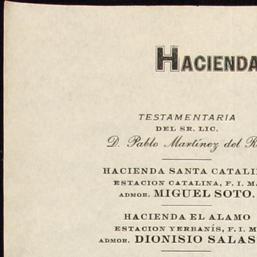 HACIENDA
TESTAMENTARIA
DEL SR. LIC.
D. Pablo Martínez del R
HACIENDA SANTA CATALI
ESTACION CATALINA, F. I. M.
ADMOR. MIGUEL SOTO.
HACIENDA EL ALAMO
ESTACION YERBANÍS, F. I. M
ADMOR. DIONISIO SALAS